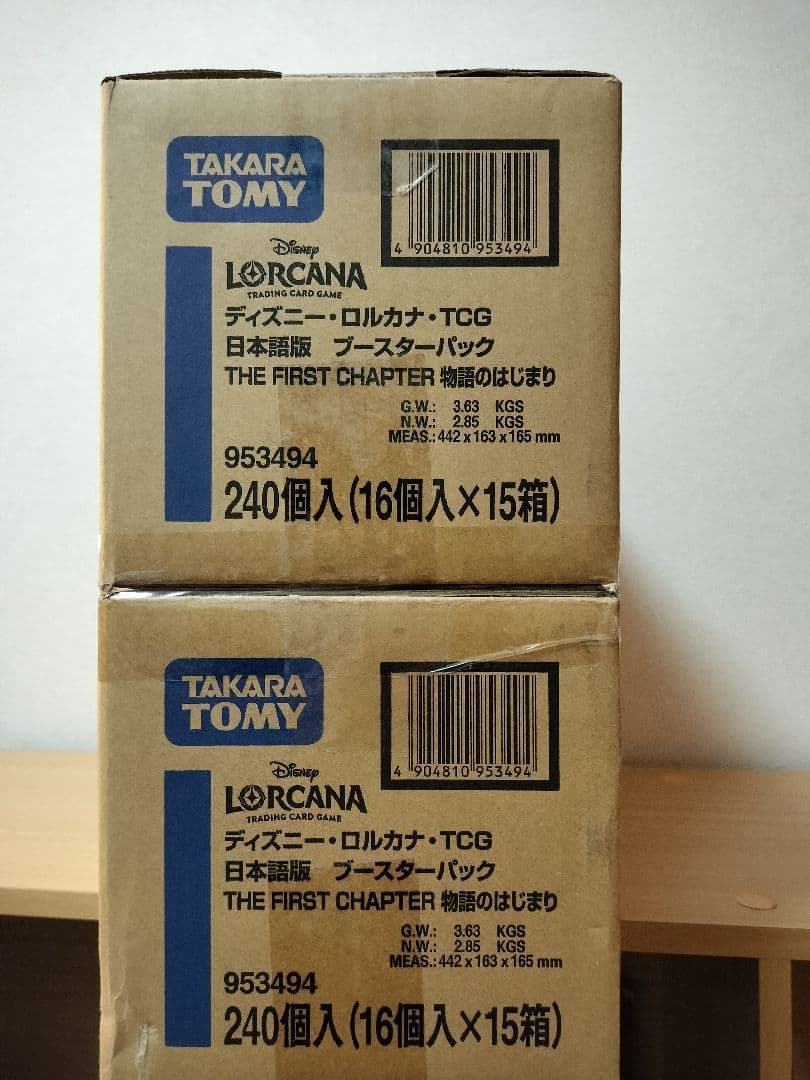 TAKARA
TOMY
4 904810 953494
Disney
LORCANA
TRADING CARD GAME
ディズニー・ロルカナ・TCG
日本語版 ブースターパック
THE FIRST CHAPTER 物語のはじまり
G.W.: 3.63 KGS
N.W.: 2.85 KGS
MEAS.: 442 x 163 x 165 mm
953494
240個入(16個入×15箱)
TAKARA
TOMY
4 904810 953494
Disney
LORCANA
TRADING CARD GAME
ディズニー・ロルカナ・TCG
日本語版 ブースターパック
THE FIRST CHAPTER 物語のはじまり
G.W.: 3.63 KGS
N.W.: 2.85 KGS
MEAS.: 442 x 163 x 165 mm
953494
240個入(16個入×15箱)